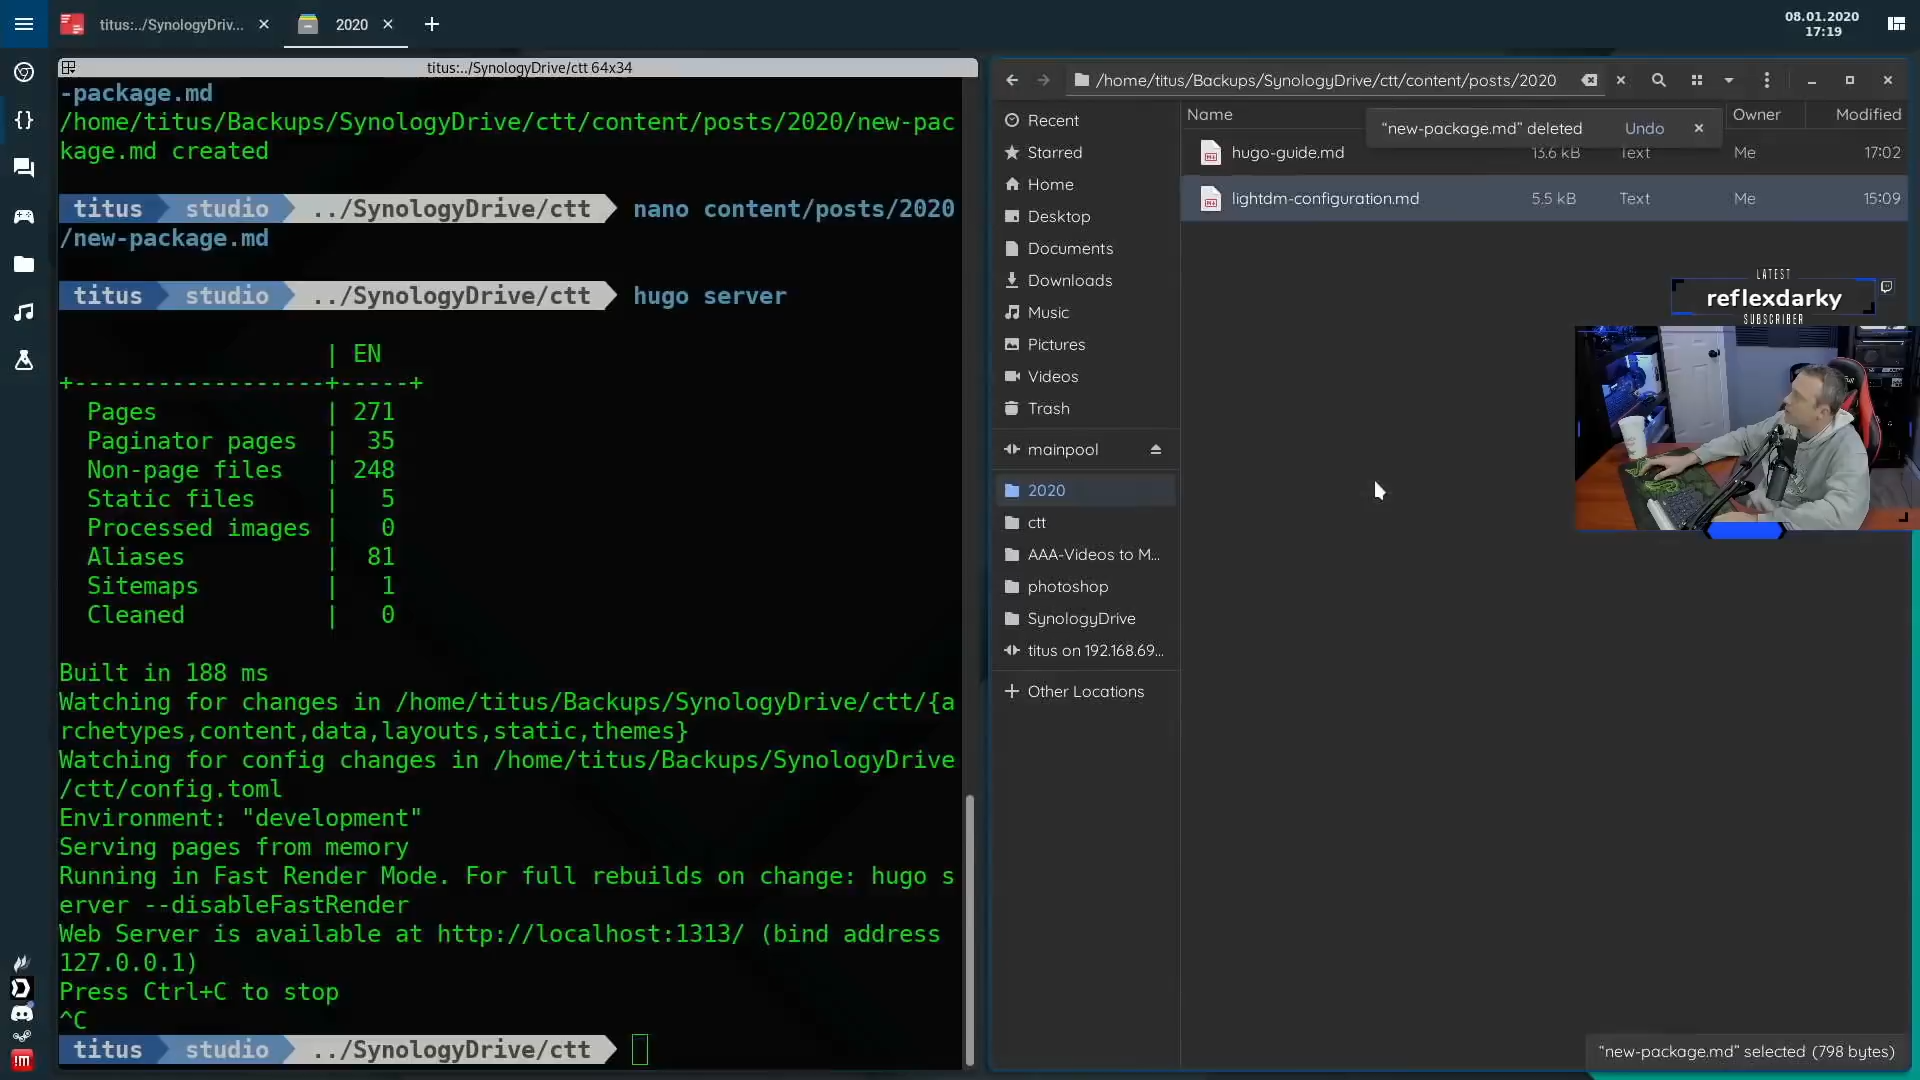 titus:../SynologyDriv...
2020
08.01.2020
17:19
titus:../SynologyDrive/ctt 64x34
-package.md
/home/titus/Backups/SynologyDrive/ctt/content/posts/2020/new-pac
kage.md created
titus studio ../SynologyDrive/ctt nano content/posts/2020
/new-package.md
titus studio ../SynologyDrive/ctt hugo server
| EN
+------------------+-----+
Pages | 271
Paginator pages | 35
Non-page files | 248
Static files | 5
Processed images | 0
Aliases | 81
Sitemaps | 1
Cleaned | 0
Built in 188 ms
Watching for changes in /home/titus/Backups/SynologyDrive/ctt/{a
rchetypes,content,data,layouts,static,themes}
Watching for config changes in /home/titus/Backups/SynologyDrive
/ctt/config.toml
Environment: "development"
Serving pages from memory
Running in Fast Render Mode. For full rebuilds on change: hugo s
erver --disableFastRender
Web Server is available at http://localhost:1313/ (bind address
127.0.0.1)
Press Ctrl+C to stop
^C
titus studio ../SynologyDrive/ctt
!m
/home/titus/Backups/SynologyDrive/ctt/content/posts/2020
Recent
Starred
Home
Desktop
Documents
Downloads
Music
Pictures
Videos
Trash
mainpool
2020
ctt
AAA-Videos to M...
photoshop
SynologyDrive
titus on 192.168.69...
Other Locations
Name Owner Modified
“new-package.md” deleted Undo
hugo-guide.md 13.6 kB Text Me 17:02
lightdm-configuration.md 5.5 kB Text Me 15:09
LATEST
reflexdarky
SUBSCRIBER
“new-package.md” selected (798 bytes)